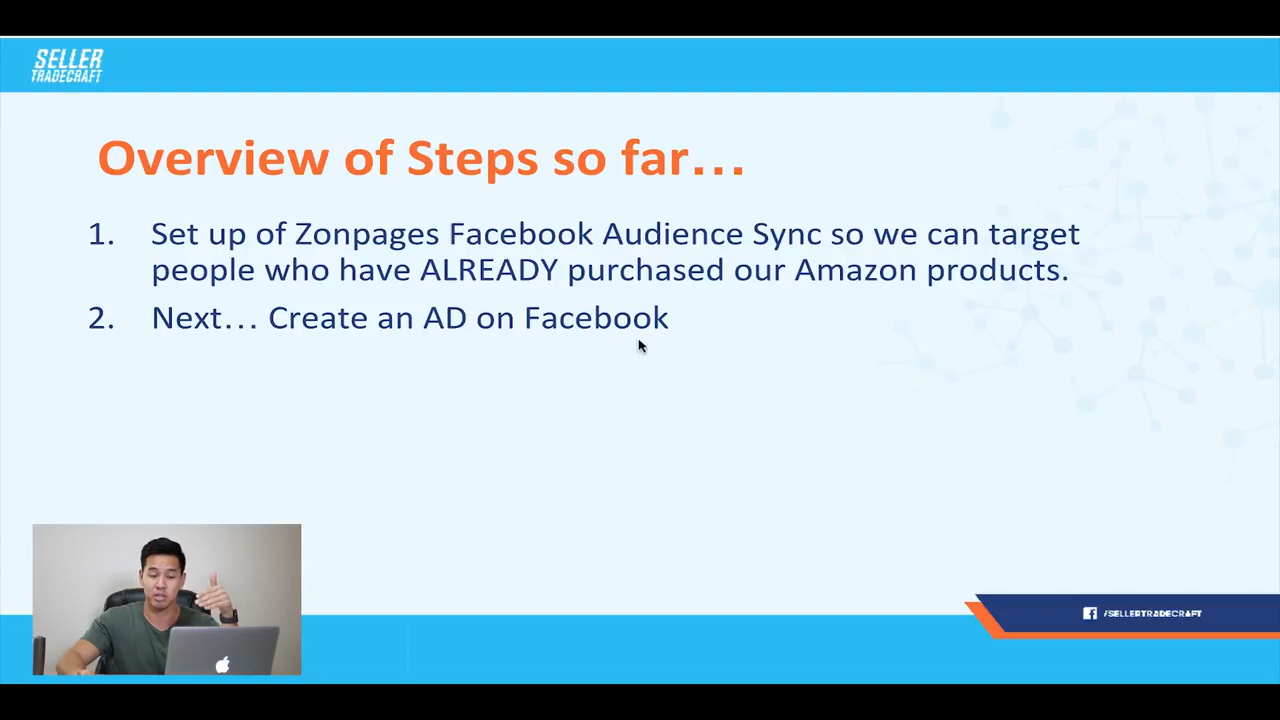 SELLER
TRADECRAFT
Overview of Steps so far...
1. Set up of Zonpages Facebook Audience Sync so we can target
people who have ALREADY purchased our Amazon products.
2. Next... Create an AD on Facebook
/SELLERTRADECRAFT